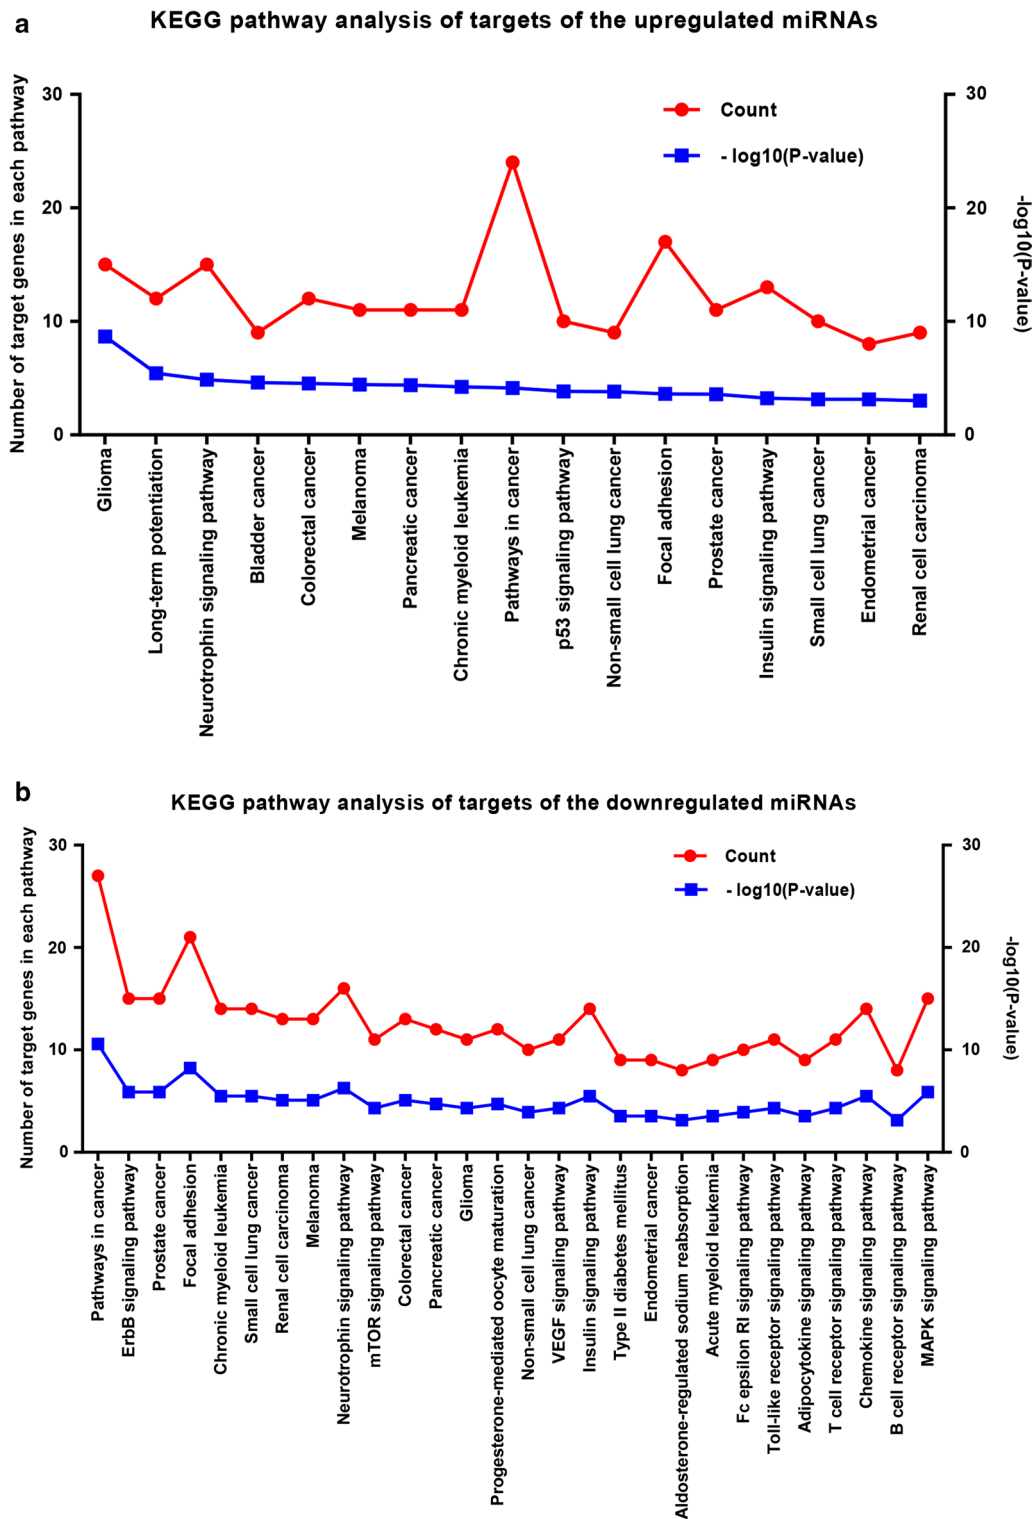 a
KEGG pathway analysis of targets of the upregulated miRNAs
Number of target genes in each pathway
30
20
10
0
Count
- log10(P-value)
30
20
10
0
-log10(P-value)
Glioma
Long-term potentiation
Neurotrophin signaling pathway
Bladder cancer
Colorectal cancer
Melanoma
Pancreatic cancer
Chronic myeloid leukemia
Pathways in cancer
p53 signaling pathway
Non-small cell lung cancer
Focal adhesion
Prostate cancer
Insulin signaling pathway
Small cell lung cancer
Endometrial cancer
Renal cell carcinoma
b
KEGG pathway analysis of targets of the downregulated miRNAs
Number of target genes in each pathway
30
20
10
0
Count
- log10(P-value)
30
20
10
0
-log10(P-value)
Pathways in cancer
ErbB signaling pathway
Prostate cancer
Focal adhesion
Chronic myeloid leukemia
Small cell lung cancer
Renal cell carcinoma
Melanoma
Neurotrophin signaling pathway
mTOR signaling pathway
Colorectal cancer
Pancreatic cancer
Glioma
Progesterone-mediated oocyte maturation
Non-small cell lung cancer
VEGF signaling pathway
Insulin signaling pathway
Type II diabetes mellitus
Endometrial cancer
Aldosterone-regulated sodium reabsorption
Acute myeloid leukemia
Fc epsilon RI signaling pathway
Toll-like receptor signaling pathway
Adipocytokine signaling pathway
T cell receptor signaling pathway
Chemokine signaling pathway
B cell receptor signaling pathway
MAPK signaling pathway